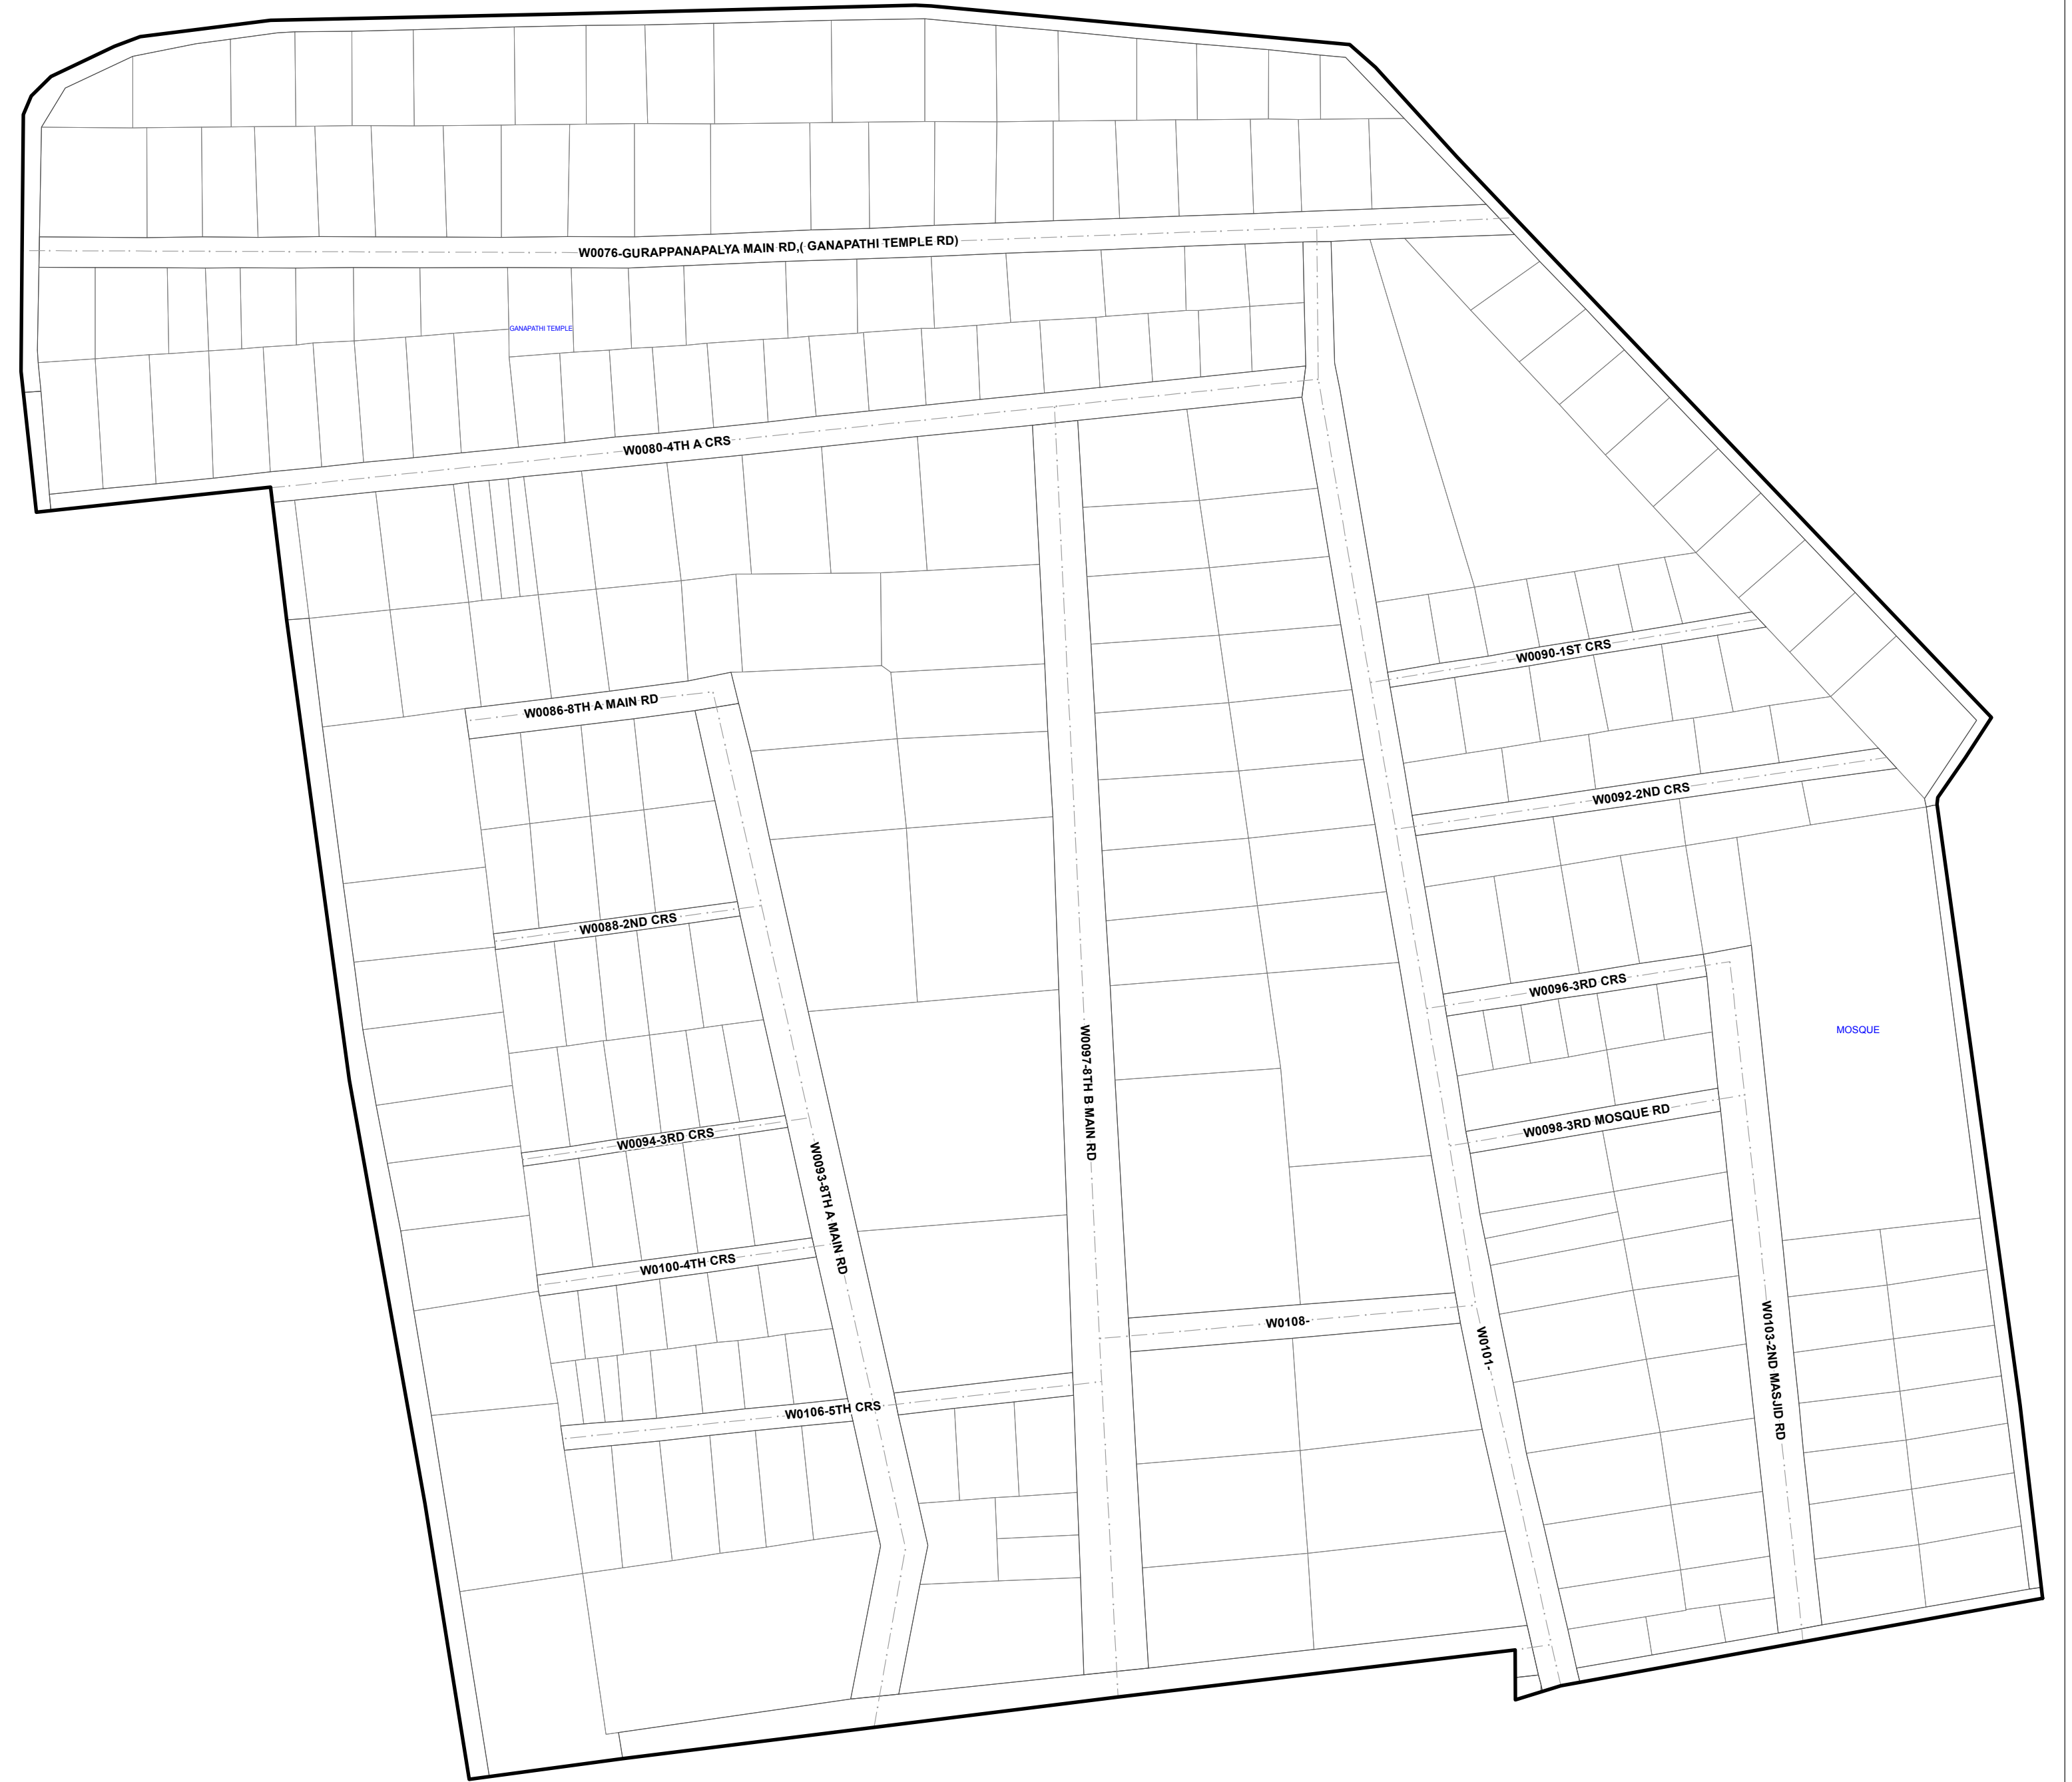 W0076-GURAPPANAPALYA MAIN RD,( GANAPATHI TEMPLE RD)
GANAPATHI TEMPLE
W0080-4TH A CRS
W0090-1ST CRS
W0086-8TH A MAIN RD
W0092-2ND CRS
W0088-2ND CRS
W0096-3RD CRS
MOSQUE
W0097-8TH B MAIN RD
W0098-3RD MOSQUE RD
W0094-3RD CRS
W0093-8TH A MAIN RD
W0100-4TH CRS
W0108-
W0101-
W0103-2ND MASJID RD
W0106-5TH CRS